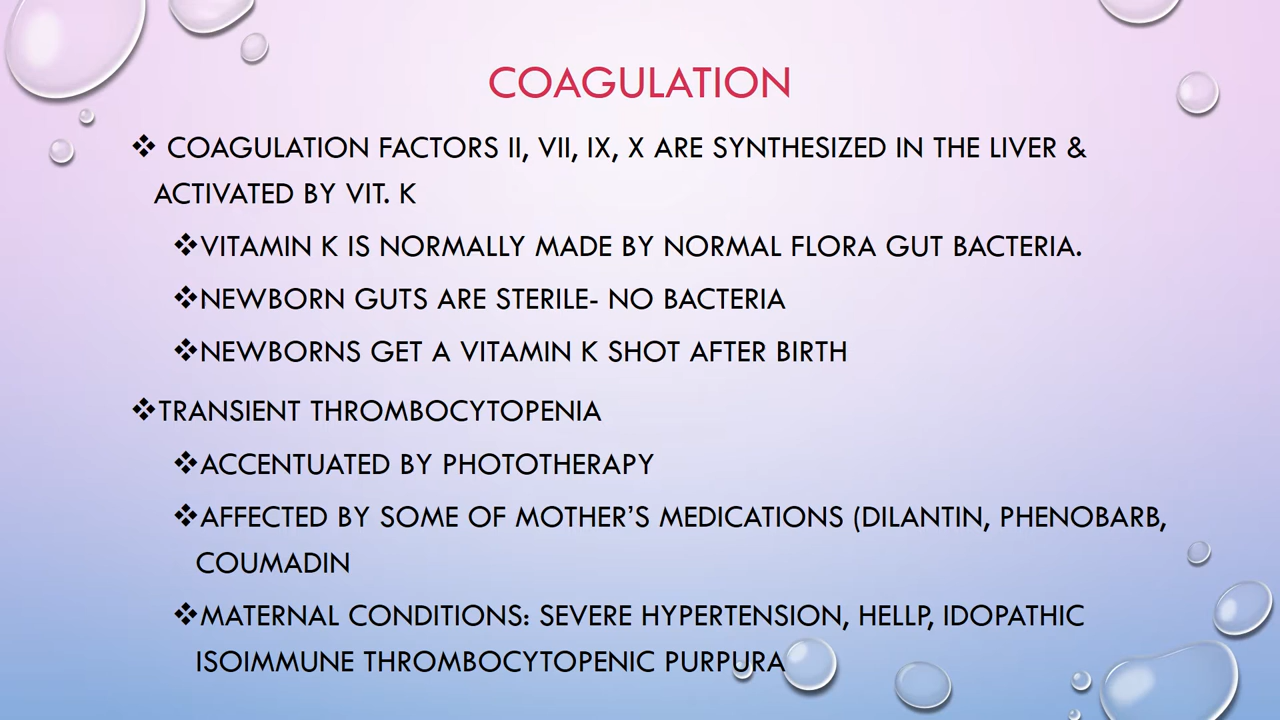 COAGULATION
❖ COAGULATION FACTORS II, VII, IX, X ARE SYNTHESIZED IN THE LIVER &
ACTIVATED BY VIT. K
❖VITAMIN K IS NORMALLY MADE BY NORMAL FLORA GUT BACTERIA.
❖NEWBORN GUTS ARE STERILE- NO BACTERIA
❖NEWBORNS GET A VITAMIN K SHOT AFTER BIRTH
❖TRANSIENT THROMBOCYTOPENIA
❖ACCENTUATED BY PHOTOTHERAPY
❖AFFECTED BY SOME OF MOTHER’S MEDICATIONS (DILANTIN, PHENOBARB,
COUMADIN
❖MATERNAL CONDITIONS: SEVERE HYPERTENSION, HELLP, IDOPATHIC
ISOIMMUNE THROMBOCYTOPENIC PURPURA